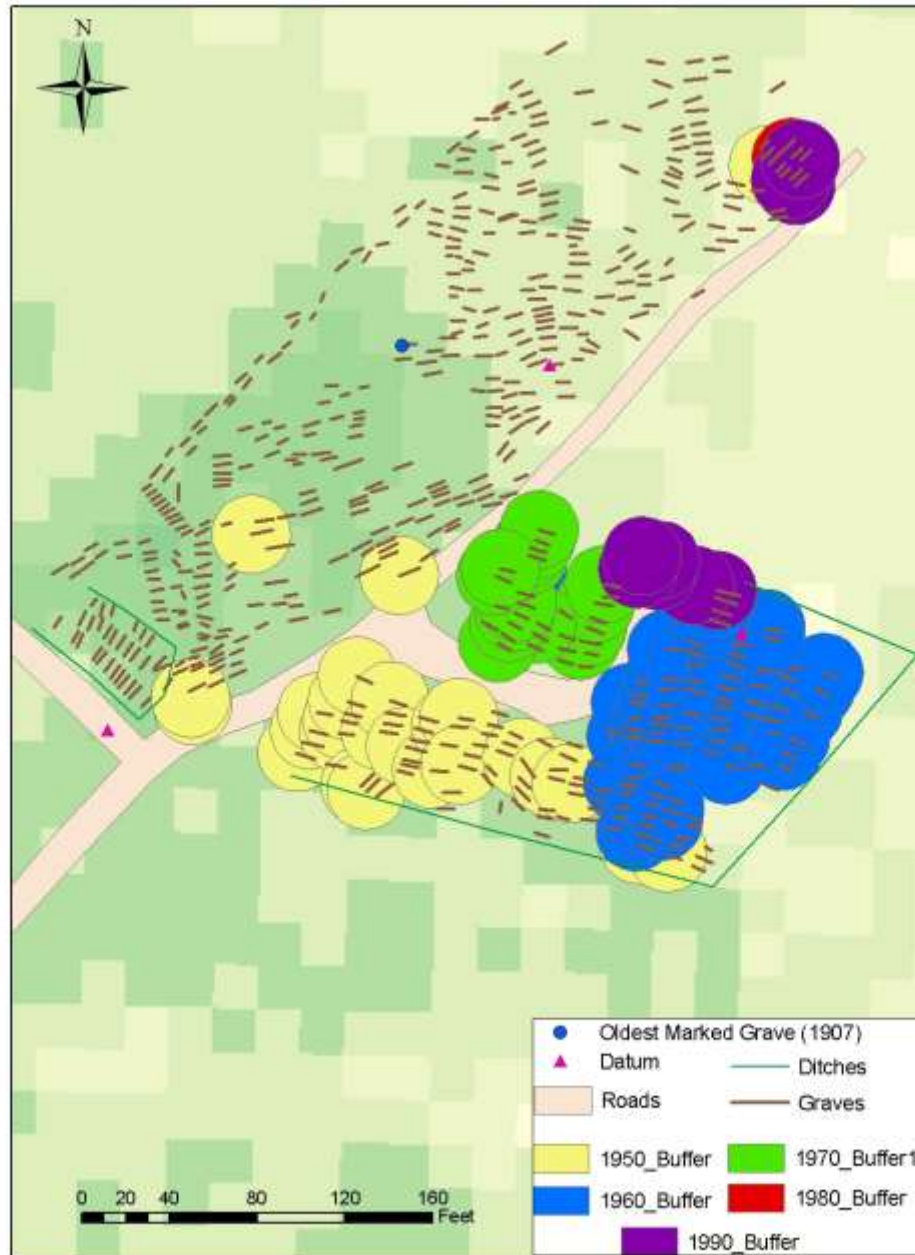 N
Oldest Marked Grave (1907)
Datum
Ditches
Roads
Graves
1950_Buffer
1970_Buffer1
1960_Buffer
1980_Buffer
1990_Buffer
0 20 40 80 120 160
Feet